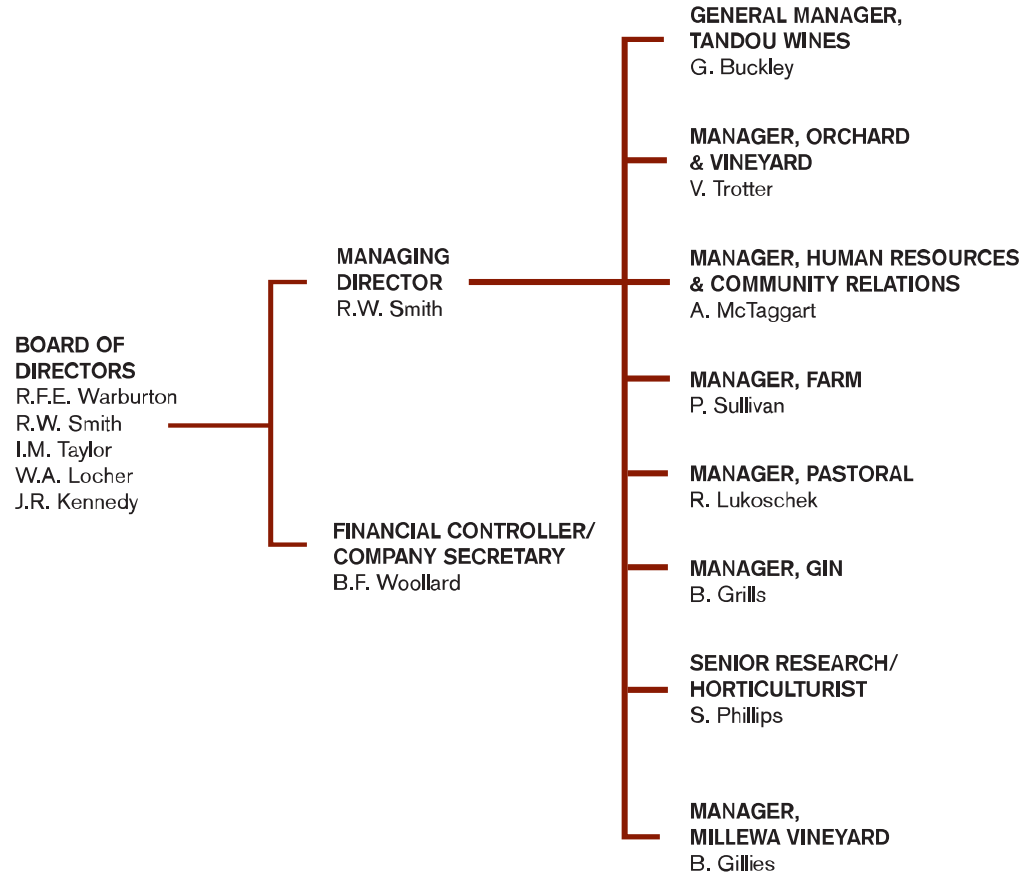 BOARD OF
DIRECTORS
R.F.E. Warburton
R.W. Smith
I.M. Taylor
W.A. Locher
J.R. Kennedy
MANAGING
DIRECTOR
R.W. Smith
FINANCIAL CONTROLLER/
COMPANY SECRETARY
B.F. Woollard
GENERAL MANAGER,
TANDOU WINES
G. Buckley
MANAGER, ORCHARD
& VINEYARD
V. Trotter
MANAGER, HUMAN RESOURCES
& COMMUNITY RELATIONS
A. McTaggart
MANAGER, FARM
P. Sullivan
MANAGER, PASTORAL
R. Lukoschek
MANAGER, GIN
B. Grills
SENIOR RESEARCH/
HORTICULTURIST
S. Phillips
MANAGER,
MILLEWA VINEYARD
B. Gillies